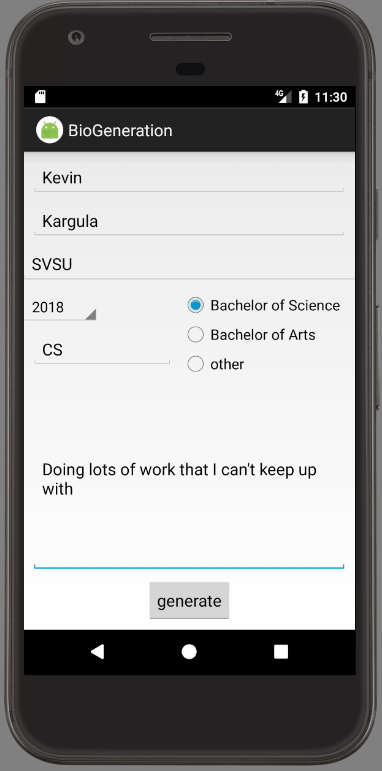 4G 11:30
BioGeneration
Kevin
Kargula
SVSU
2018
Bachelor of Science
Bachelor of Arts
CS
other
Doing lots of work that I can't keep up
with
generate